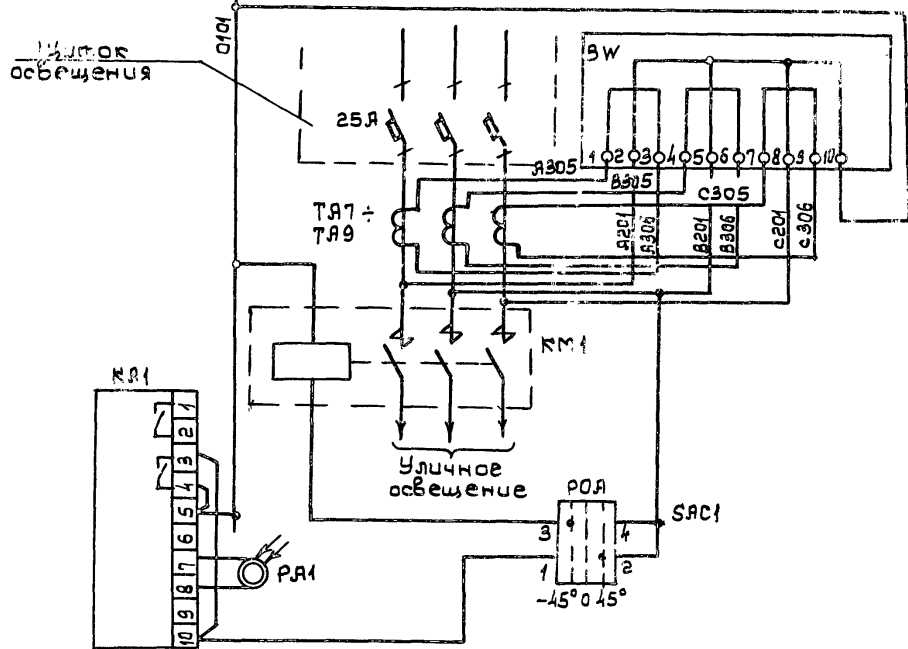 0101
Щиток
освещения
25А
BW
1 2 3 4 5 6 7 8 9 10
А305
В305
С305
ТА7 ÷
ТА9
А201
А306
В201
В306
С201
С306
КМ1
КА1
1
2
3
4
5
6
7
8
9
10
Уличное
освещение
РА1
РОА
SAC1
3 4
1 2
-45° 0 45°